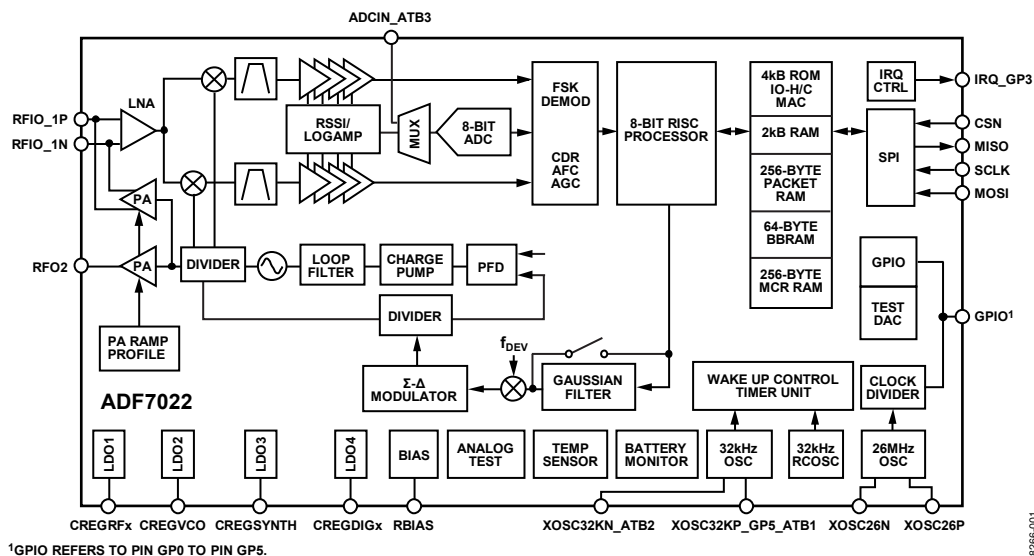 ADCIN_ATB3
LNA
RFIO_1P
RFIO_1N
RSSI/
LOGAMP
MUX
8-BIT
ADC
FSK
DEMOD
CDR
AFC
AGC
8-BIT RISC
PROCESSOR
4kB ROM
IO-H/C
MAC
2kB RAM
256-BYTE
PACKET
RAM
64-BYTE
BBRAM
256-BYTE
MCR RAM
IRQ
CTRL
IRQ_GP3
SPI
CSN
MISO
SCLK
MOSI
PA
PA
RFO2
DIVIDER
LOOP
FILTER
CHARGE
PUMP
PFD
GPIO
TEST
DAC
GPIO¹
PA RAMP
PROFILE
DIVIDER
fDEV
Σ-Δ
MODULATOR
GAUSSIAN
FILTER
WAKE UP CONTROL
TIMER UNIT
CLOCK
DIVIDER
ADF7022
LDO1
LDO2
LDO3
LDO4
BIAS
ANALOG
TEST
TEMP
SENSOR
BATTERY
MONITOR
32kHz
OSC
32kHz
RCOSC
26MHz
OSC
CREGRFx
CREGVCO
CREGSYNTH
CREGDIGx
RBIAS
XOSC32KN_ATB2
XOSC32KP_GP5_ATB1
XOSC26N
XOSC26P
¹GPIO REFERS TO PIN GP0 TO PIN GP5.